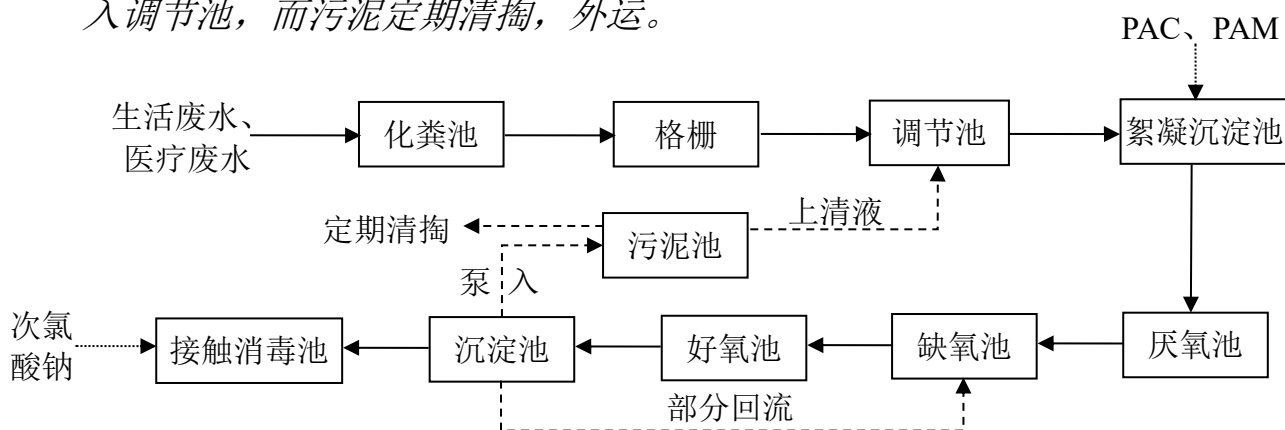 入调节池，而污泥定期清掏，外运。
PAC、PAM
生活废水、
医疗废水
化粪池
格栅
调节池
絮凝沉淀池
定期清掏
污泥池
上清液
泵 入
次氯
酸钠
接触消毒池
沉淀池
好氧池
缺氧池
厌氧池
部分回流